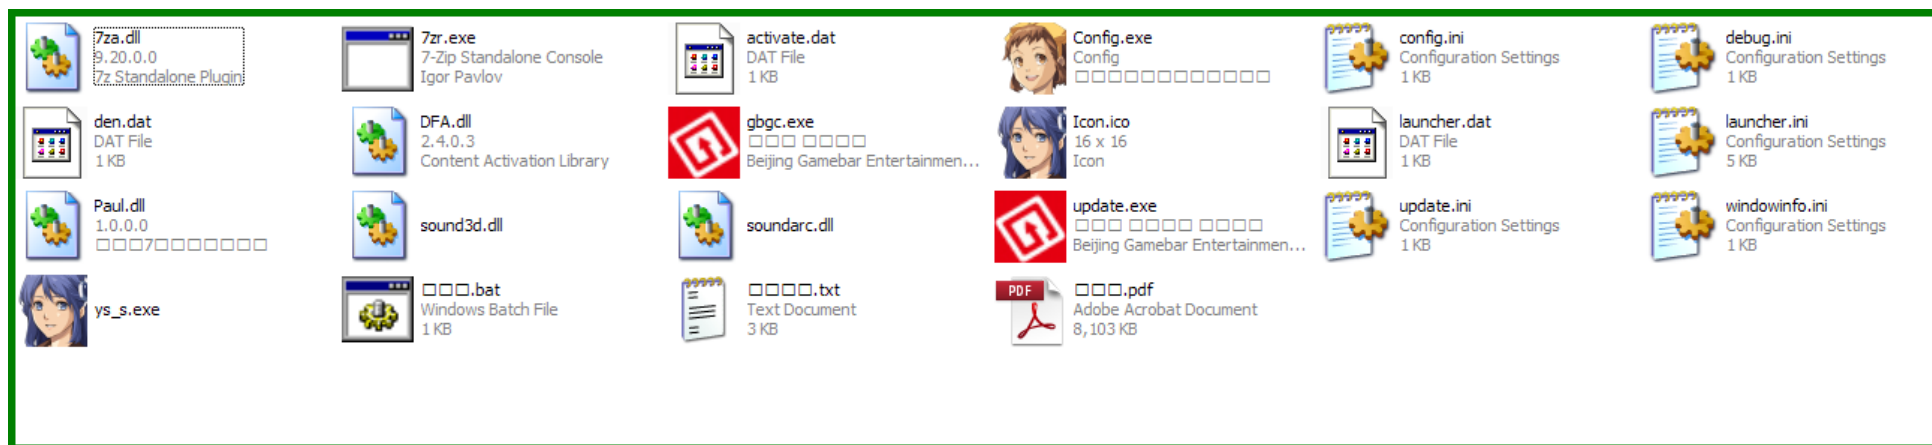 7za.dll
9.20.0.0
7z Standalone Plugin
7zr.exe
7-Zip Standalone Console
Igor Pavlov
activate.dat
DAT File
1 KB
Config.exe
Config
□□□□□□□□□□□□
config.ini
Configuration Settings
1 KB
debug.ini
Configuration Settings
1 KB
den.dat
DAT File
1 KB
DFA.dll
2.4.0.3
Content Activation Library
gbgc.exe
□□□ □□□□
Beijing Gamebar Entertainmen...
Icon.ico
16 x 16
Icon
launcher.dat
DAT File
1 KB
launcher.ini
Configuration Settings
5 KB
Paul.dll
1.0.0.0
□□□7□□□□□□□
sound3d.dll
soundarc.dll
update.exe
□□□ □□□□ □□□□
Beijing Gamebar Entertainmen...
update.ini
Configuration Settings
1 KB
windowinfo.ini
Configuration Settings
1 KB
ys_s.exe
□□□.bat
Windows Batch File
1 KB
□□□□.txt
Text Document
3 KB
PDF
□□□.pdf
Adobe Acrobat Document
8,103 KB